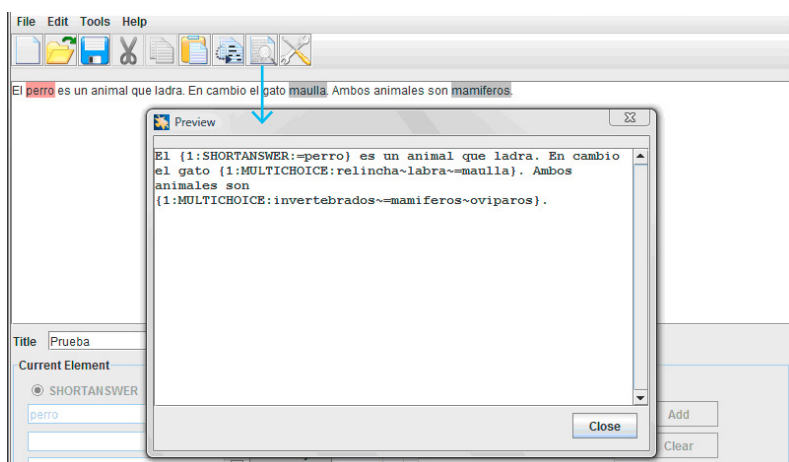 File Edit Tools Help
El perro es un animal que ladra. En cambio el gato maulla. Ambos animales son mamiferos.
Preview
El {1:SHORTANSWER:=perro} es un animal que ladra. En cambio
el gato {1:MULTICHOICE:relincha~labra~=maulla}. Ambos
animales son
{1:MULTICHOICE:invertebrados~=mamiferos~oviparos}.
Title Prueba
Current Element
SHORTANSWER
perro
Add
Close
Clear